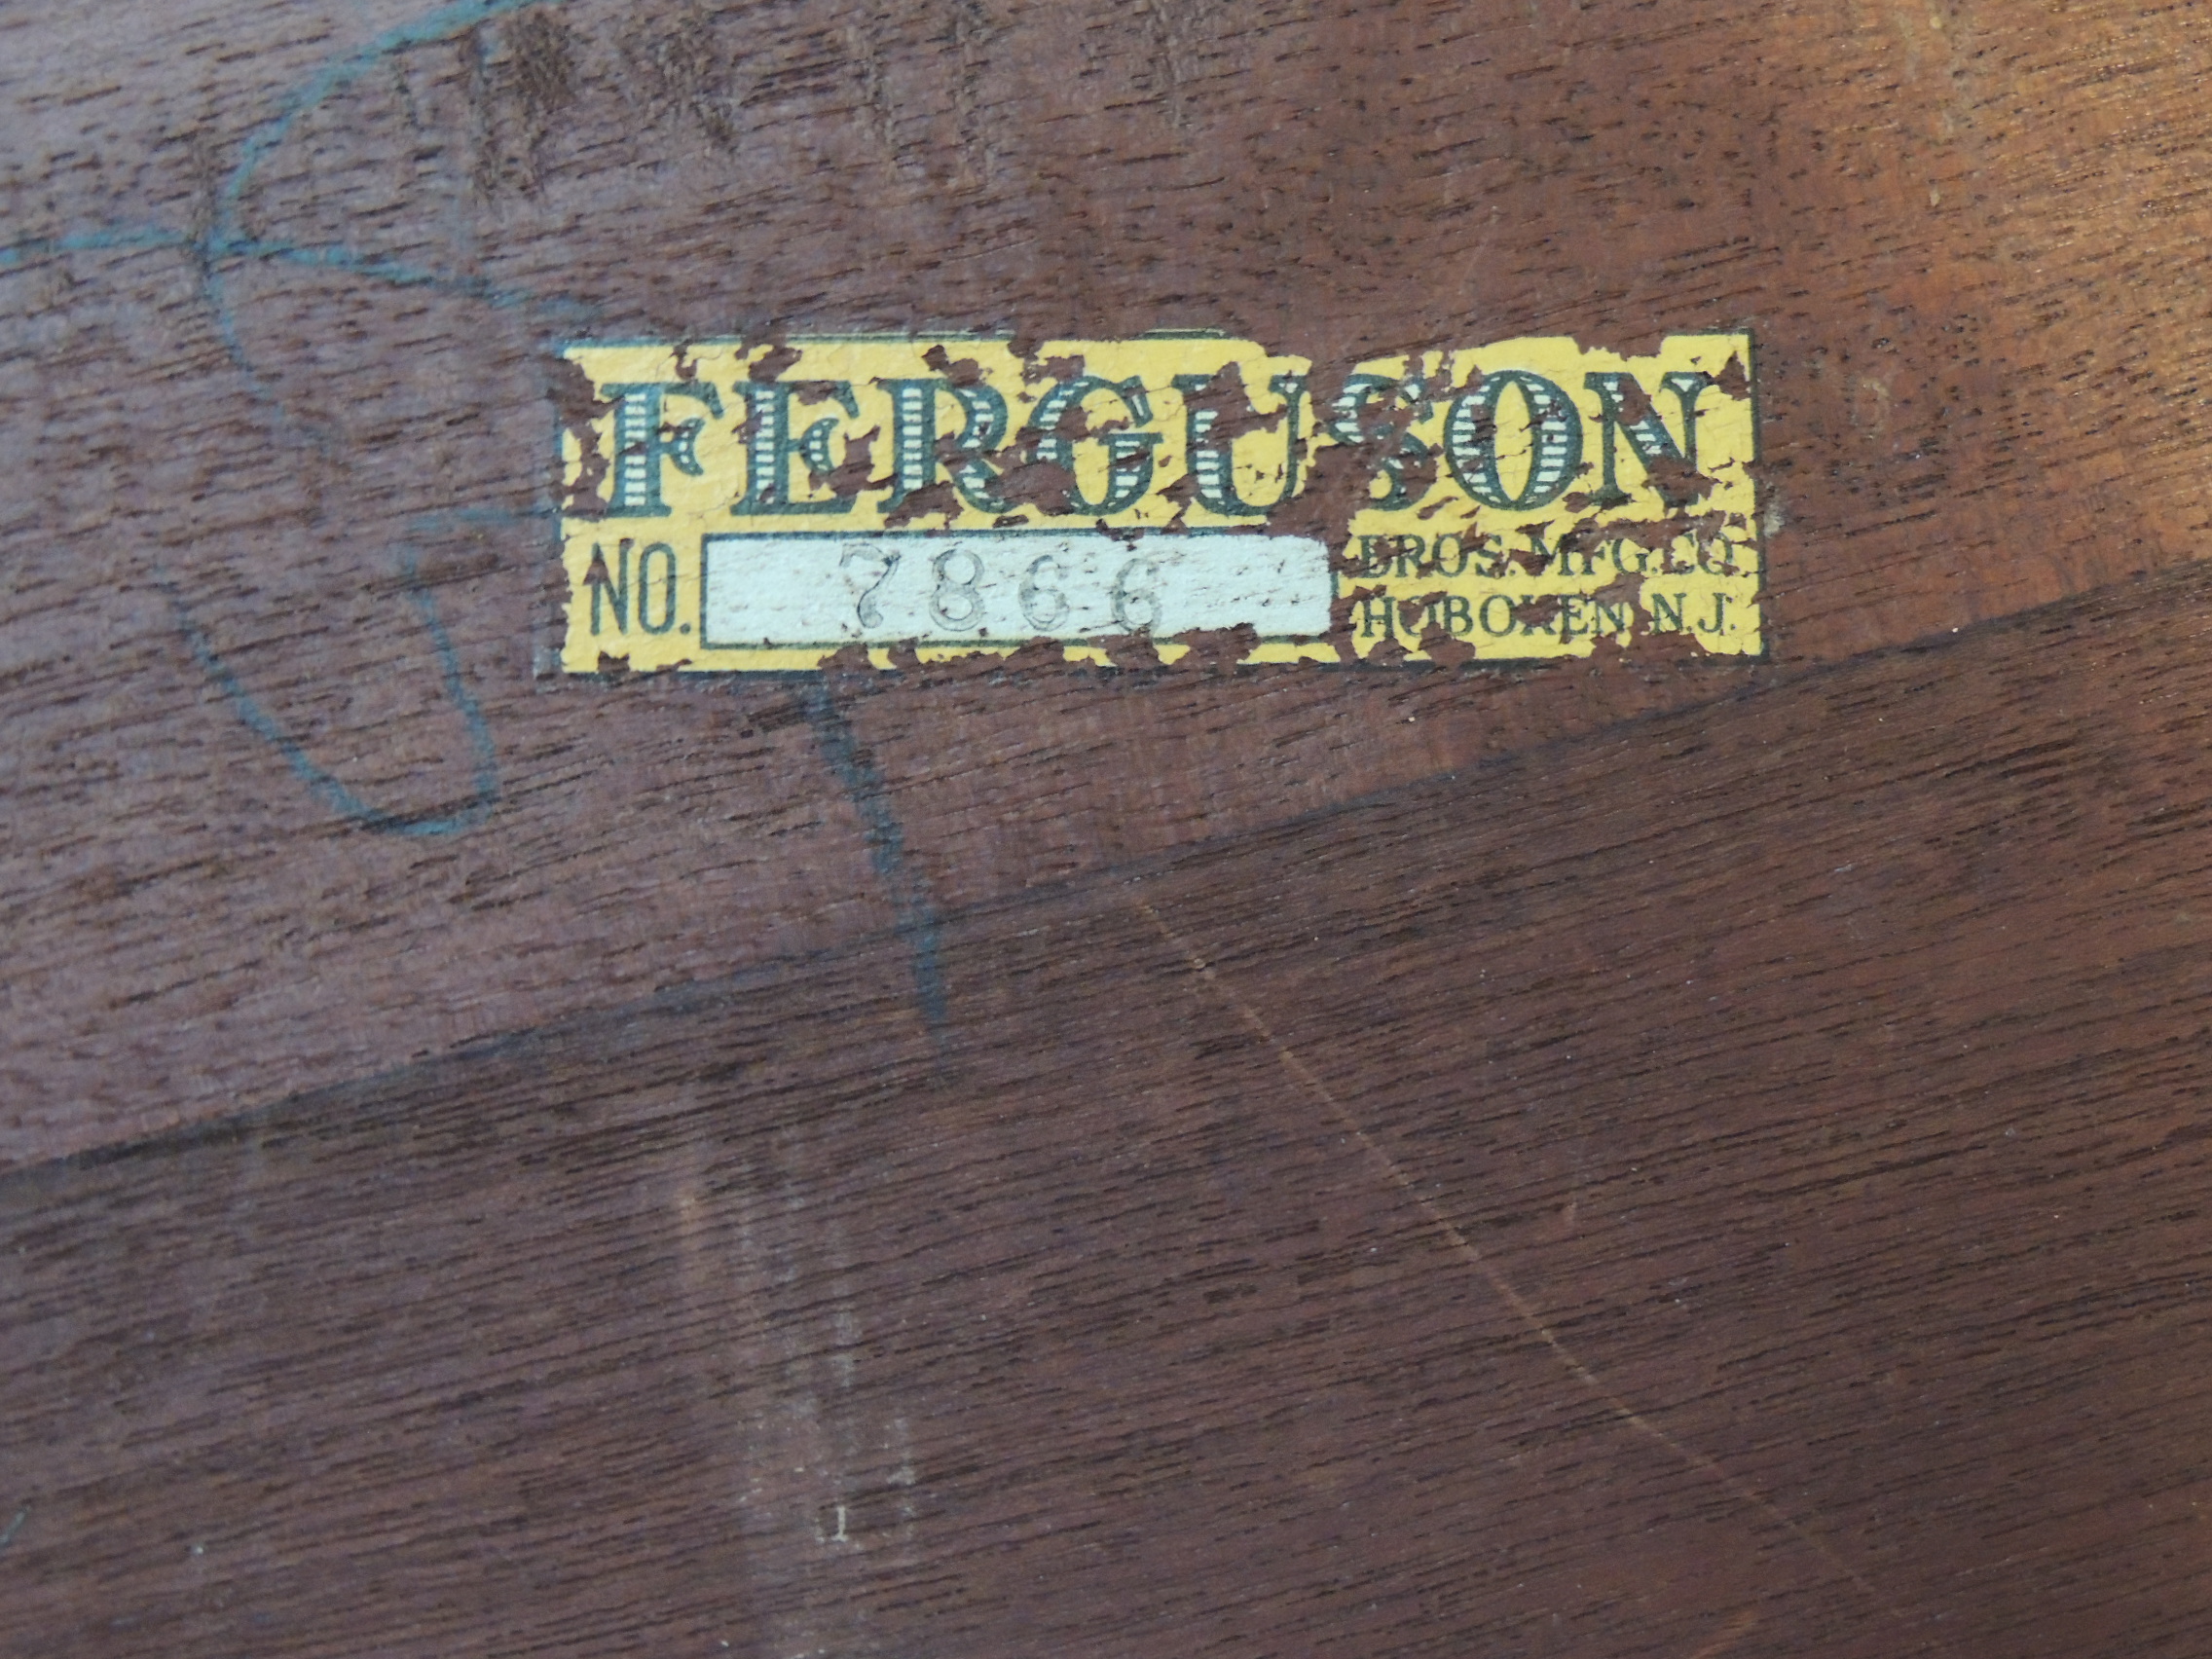 FERGUSON
NO. 7866
BROS. MFG. CO.
HOBOKEN N.J.